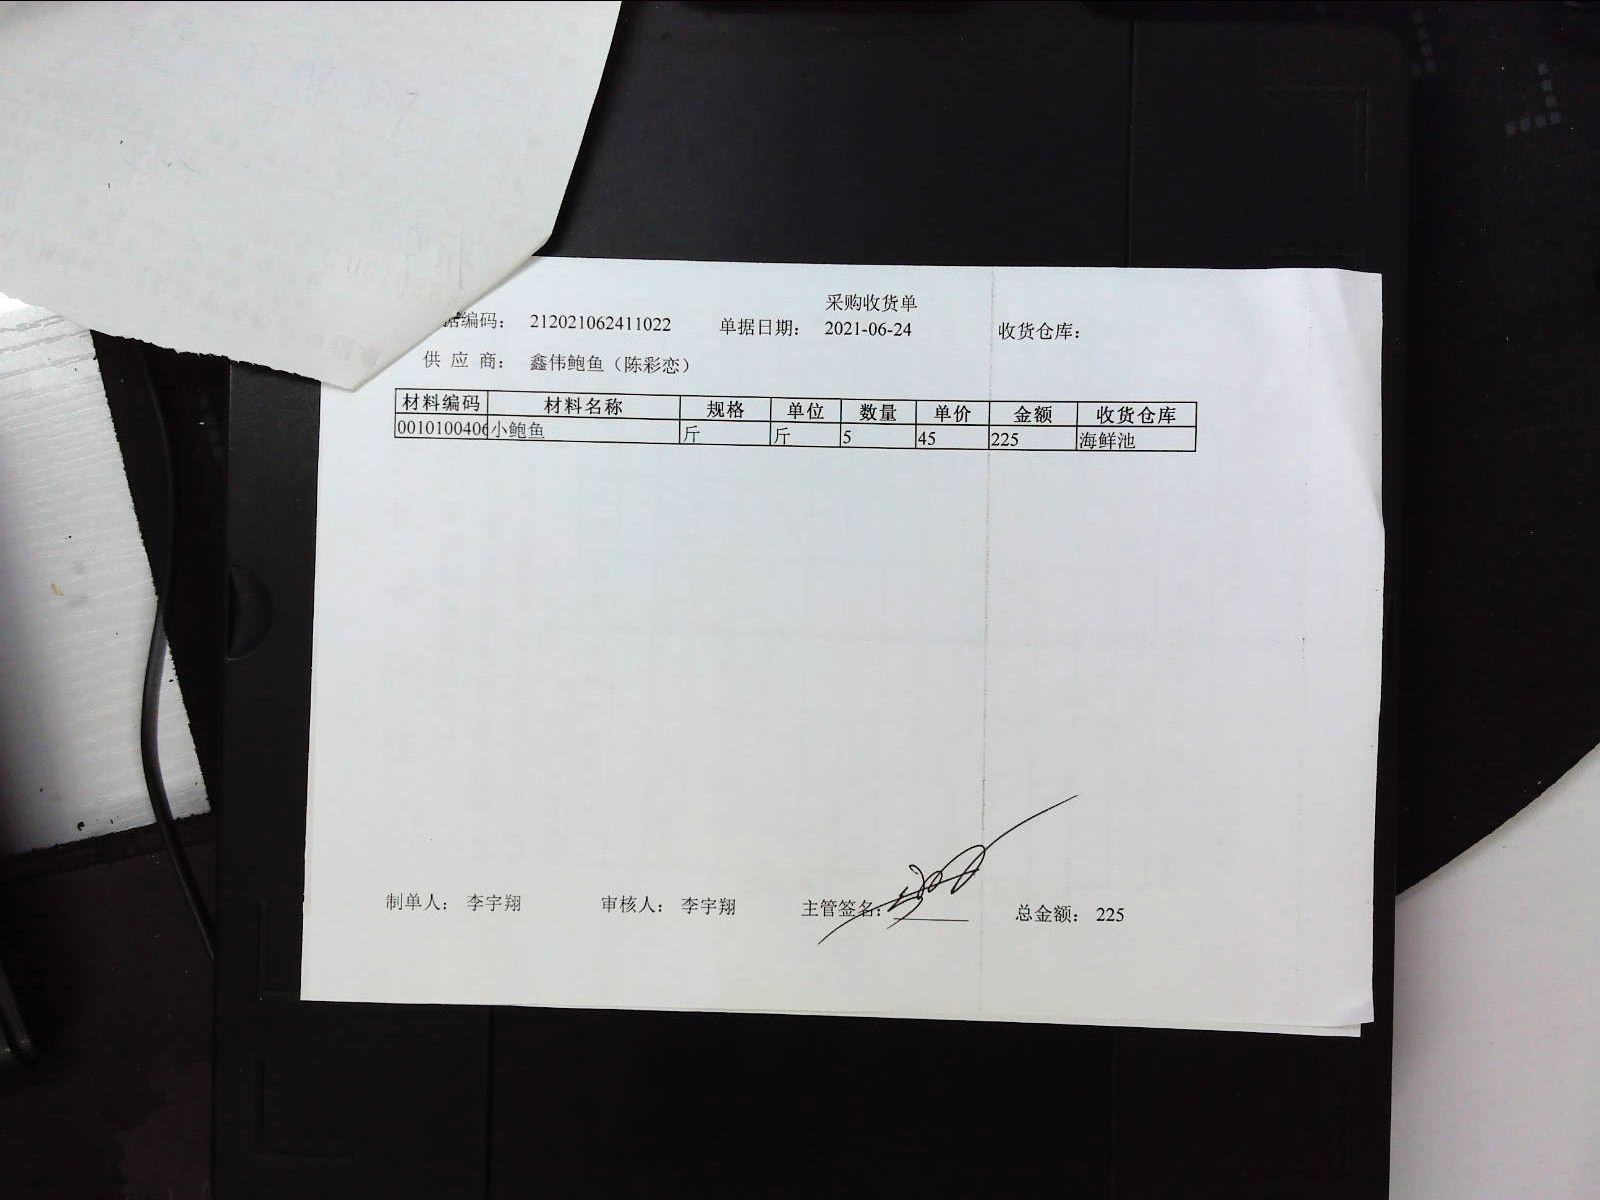 采购收货单
据编码： 212021062411022 单据日期： 2021-06-24 收货仓库：
供 应 商： 鑫伟鲍鱼（陈彩恋）
材料编码 材料名称 规格 单位 数量 单价 金额 收货仓库
0010100406 小鲍鱼 斤 斤 5 45 225 海鲜池
制单人： 李宇翔 审核人： 李宇翔 主管签名： 总金额： 225